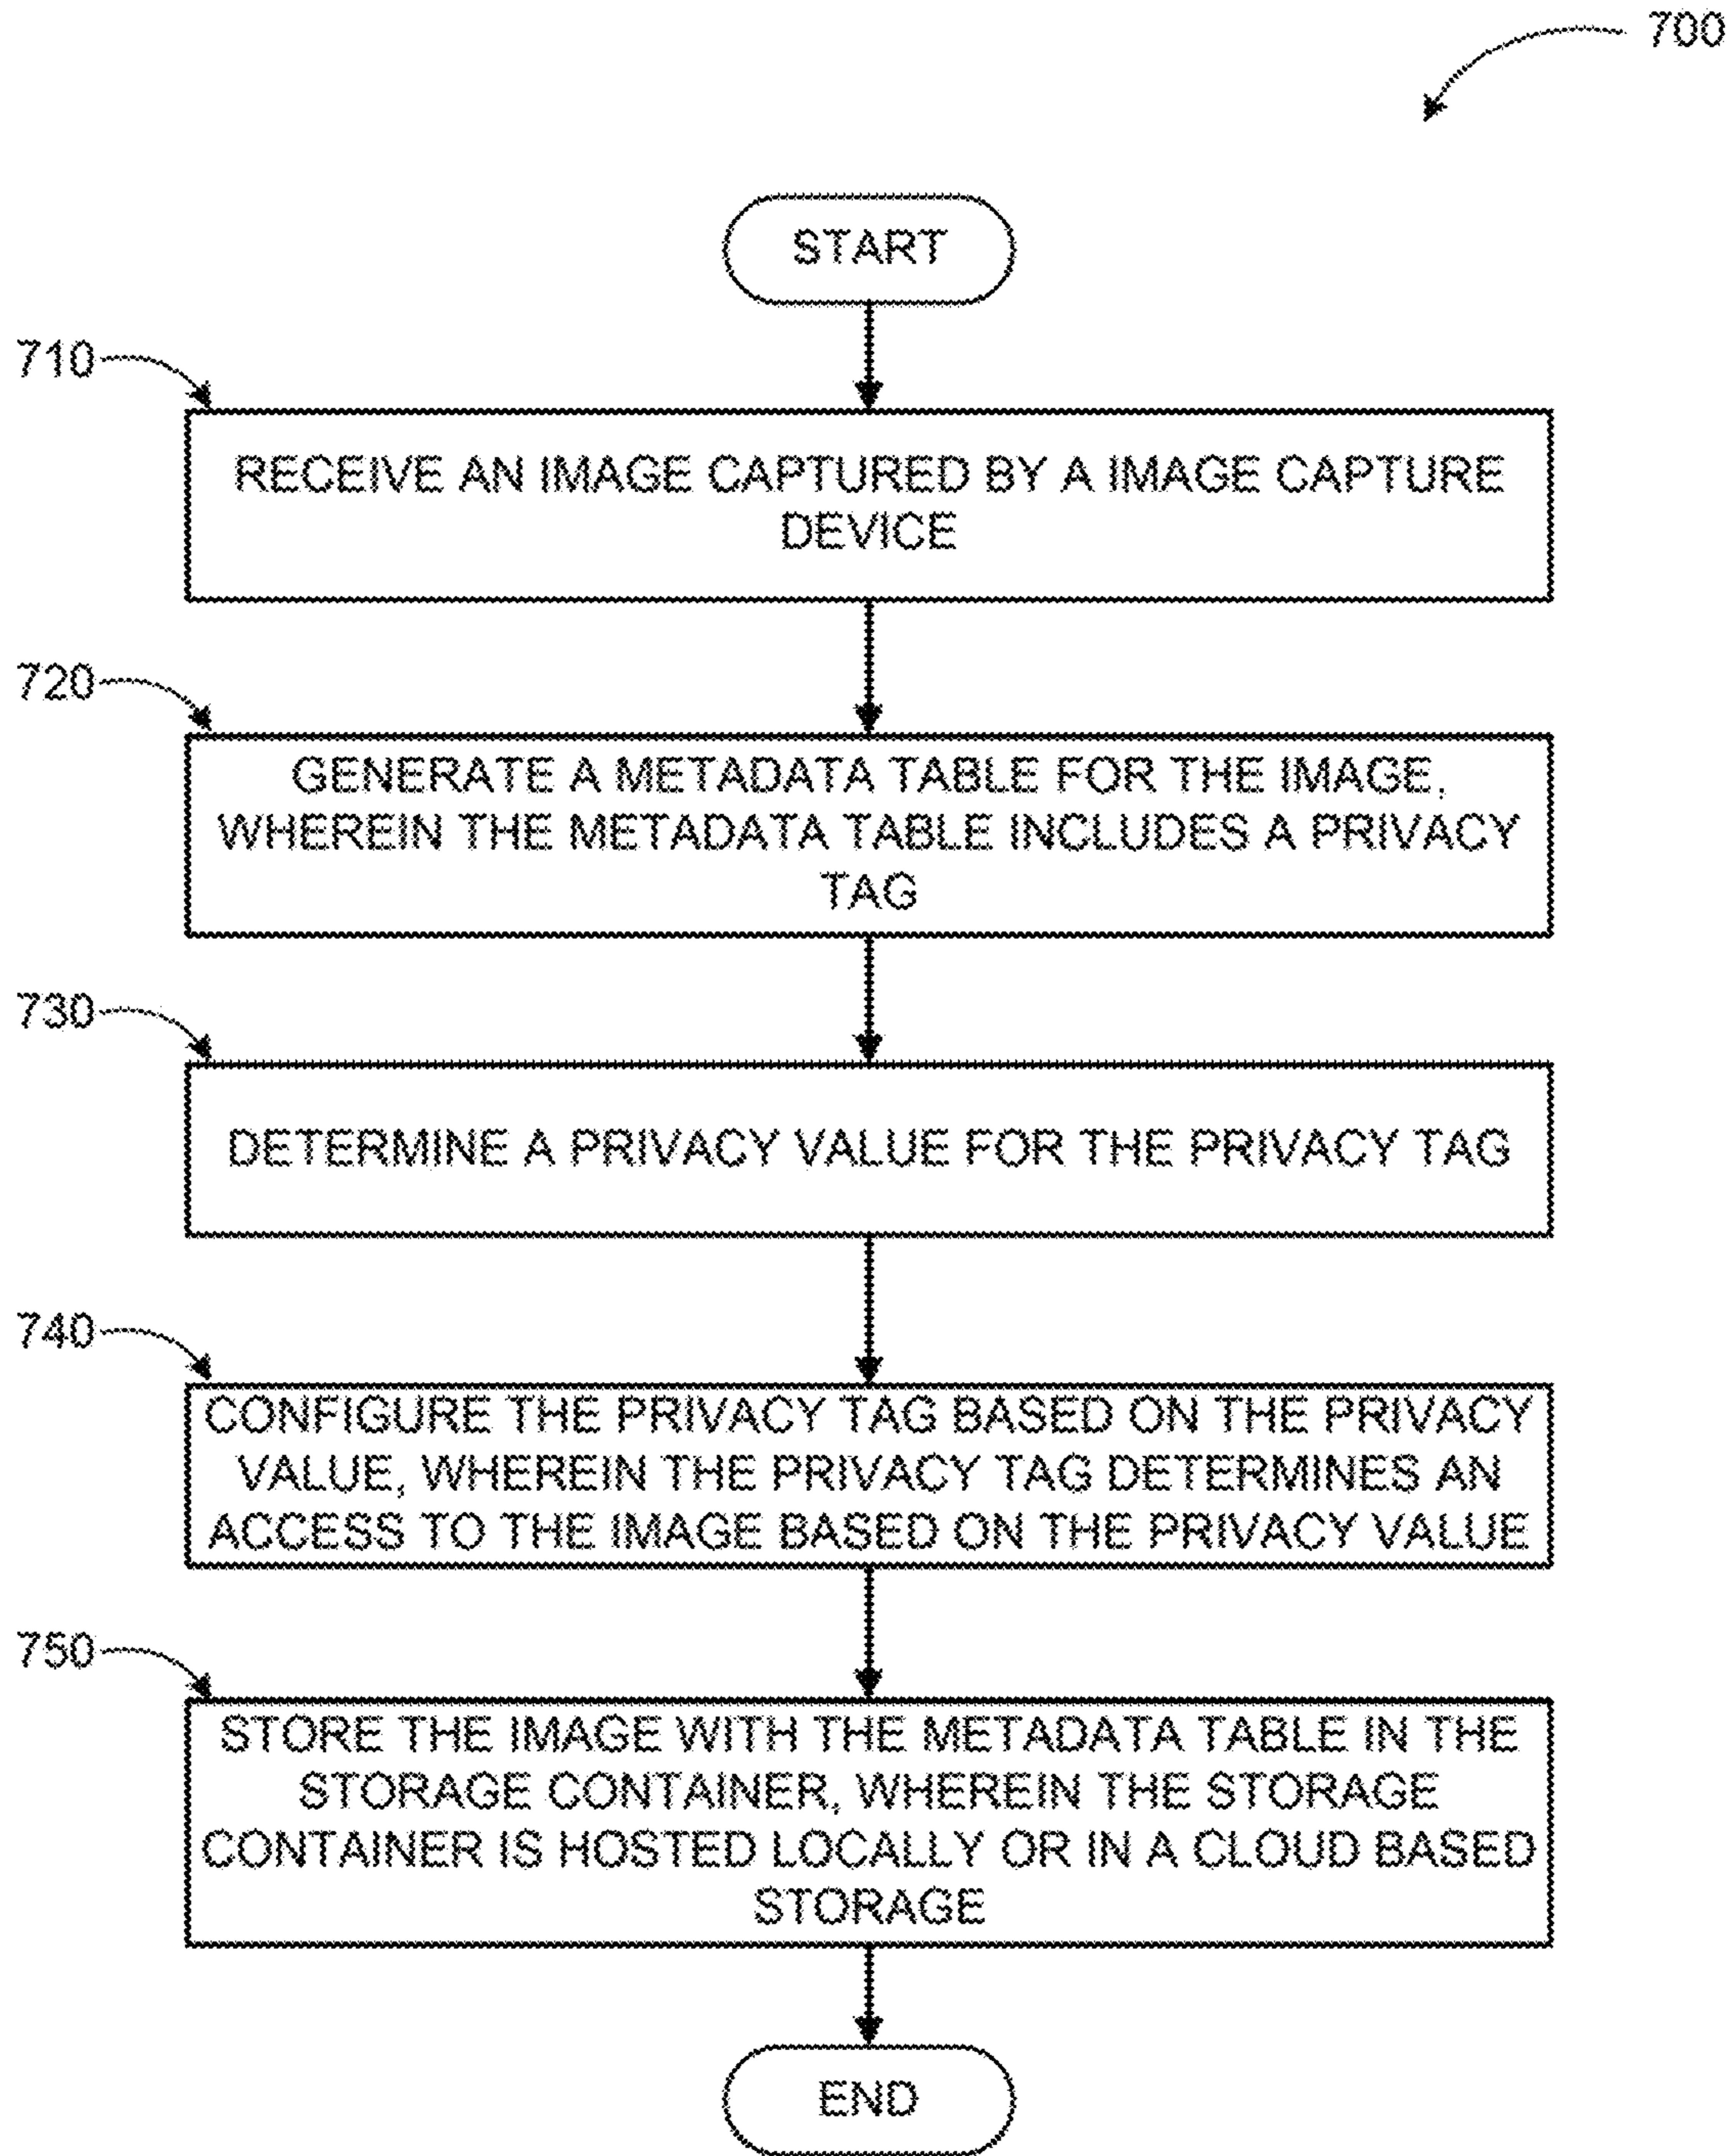 700
START
710
RECEIVE AN IMAGE CAPTURED BY A IMAGE CAPTURE
DEVICE
720
GENERATE A METADATA TABLE FOR THE IMAGE,
WHEREIN THE METADATA TABLE INCLUDES A PRIVACY
TAG
730
DETERMINE A PRIVACY VALUE FOR THE PRIVACY TAG
740
CONFIGURE THE PRIVACY TAG BASED ON THE PRIVACY
VALUE, WHEREIN THE PRIVACY TAG DETERMINES AN
ACCESS TO THE IMAGE BASED ON THE PRIVACY VALUE
750
STORE THE IMAGE WITH THE METADATA TABLE IN THE
STORAGE CONTAINER, WHEREIN THE STORAGE
CONTAINER IS HOSTED LOCALLY OR IN A CLOUD BASED
STORAGE
END